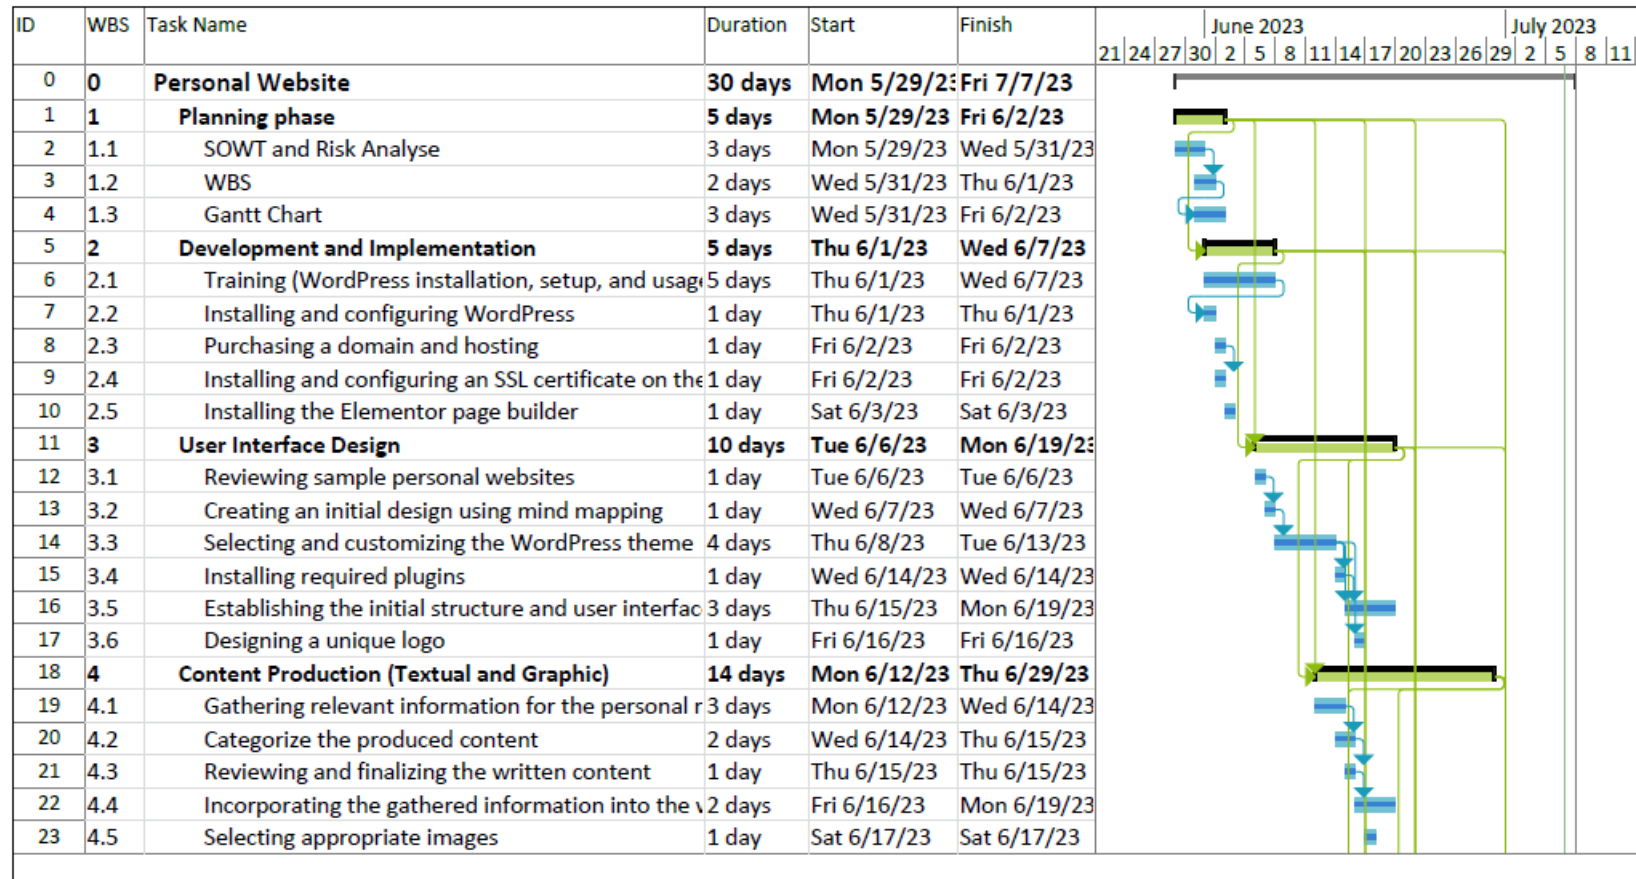 ID WBS Task Name Duration Start Finish June 2023 July 2023
21 24 27 30 2 5 8 11 14 17 20 23 26 29 2 5 8 11
0 0 Personal Website 30 days Mon 5/29/23 Fri 7/7/23
1 1 Planning phase 5 days Mon 5/29/23 Fri 6/2/23
2 1.1 SOWT and Risk Analyse 3 days Mon 5/29/23 Wed 5/31/23
3 1.2 WBS 2 days Wed 5/31/23 Thu 6/1/23
4 1.3 Gantt Chart 3 days Wed 5/31/23 Fri 6/2/23
5 2 Development and Implementation 5 days Thu 6/1/23 Wed 6/7/23
6 2.1 Training (WordPress installation, setup, and usag 5 days Thu 6/1/23 Wed 6/7/23
7 2.2 Installing and configuring WordPress 1 day Thu 6/1/23 Thu 6/1/23
8 2.3 Purchasing a domain and hosting 1 day Fri 6/2/23 Fri 6/2/23
9 2.4 Installing and configuring an SSL certificate on the 1 day Fri 6/2/23 Fri 6/2/23
10 2.5 Installing the Elementor page builder 1 day Sat 6/3/23 Sat 6/3/23
11 3 User Interface Design 10 days Tue 6/6/23 Mon 6/19/23
12 3.1 Reviewing sample personal websites 1 day Tue 6/6/23 Tue 6/6/23
13 3.2 Creating an initial design using mind mapping 1 day Wed 6/7/23 Wed 6/7/23
14 3.3 Selecting and customizing the WordPress theme 4 days Thu 6/8/23 Tue 6/13/23
15 3.4 Installing required plugins 1 day Wed 6/14/23 Wed 6/14/23
16 3.5 Establishing the initial structure and user interfac 3 days Thu 6/15/23 Mon 6/19/23
17 3.6 Designing a unique logo 1 day Fri 6/16/23 Fri 6/16/23
18 4 Content Production (Textual and Graphic) 14 days Mon 6/12/23 Thu 6/29/23
19 4.1 Gathering relevant information for the personal r 3 days Mon 6/12/23 Wed 6/14/23
20 4.2 Categorize the produced content 2 days Wed 6/14/23 Thu 6/15/23
21 4.3 Reviewing and finalizing the written content 1 day Thu 6/15/23 Thu 6/15/23
22 4.4 Incorporating the gathered information into the v 2 days Fri 6/16/23 Mon 6/19/23
23 4.5 Selecting appropriate images 1 day Sat 6/17/23 Sat 6/17/23